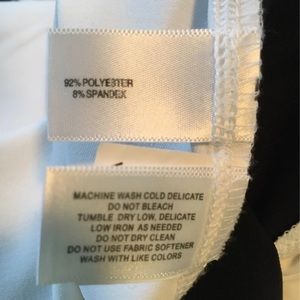 92% POLYESTER
8% SPANDEX
MACHINE WASH COLD DELICATE
DO NOT BLEACH
TUMBLE DRY LOW, DELICATE
LOW IRON AS NEEDED
DO NOT DRY CLEAN
DO NOT USE FABRIC SOFTENER
WASH WITH LIKE COLORS